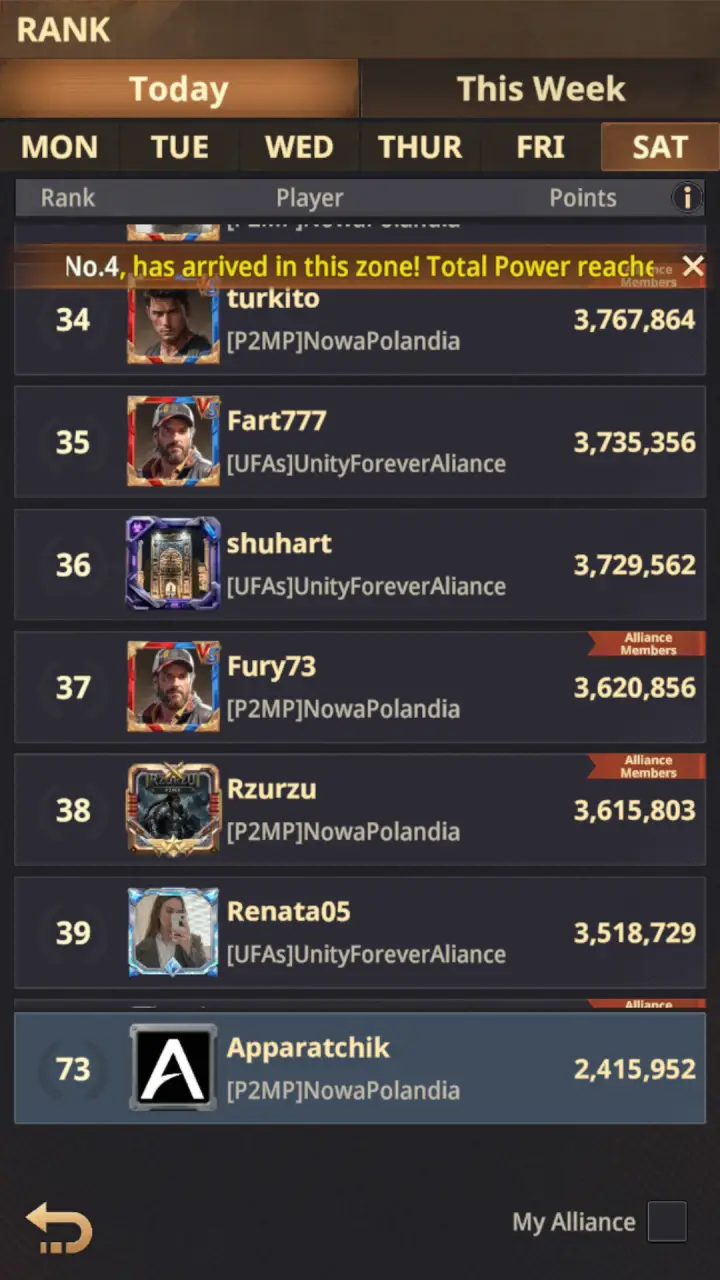 RANK
Today
This Week
MON
TUE
WED
THUR
FRI
SAT
Rank
Player
Points
No.4, has arrived in this zone! Total Power reache
Members
34
turkito
[P2MP]NowaPolandia
3,767,864
35
Fart777
[UFAs]UnityForeverAliance
3,735,356
36
shuhart
[UFAs]UnityForeverAliance
3,729,562
Alliance
Members
37
Fury73
[P2MP]NowaPolandia
3,620,856
Alliance
Members
38
Rzurzu
[P2MP]NowaPolandia
3,615,803
39
Renata05
[UFAs]UnityForeverAliance
3,518,729
Alliance
73
Apparatchik
[P2MP]NowaPolandia
2,415,952
My Alliance